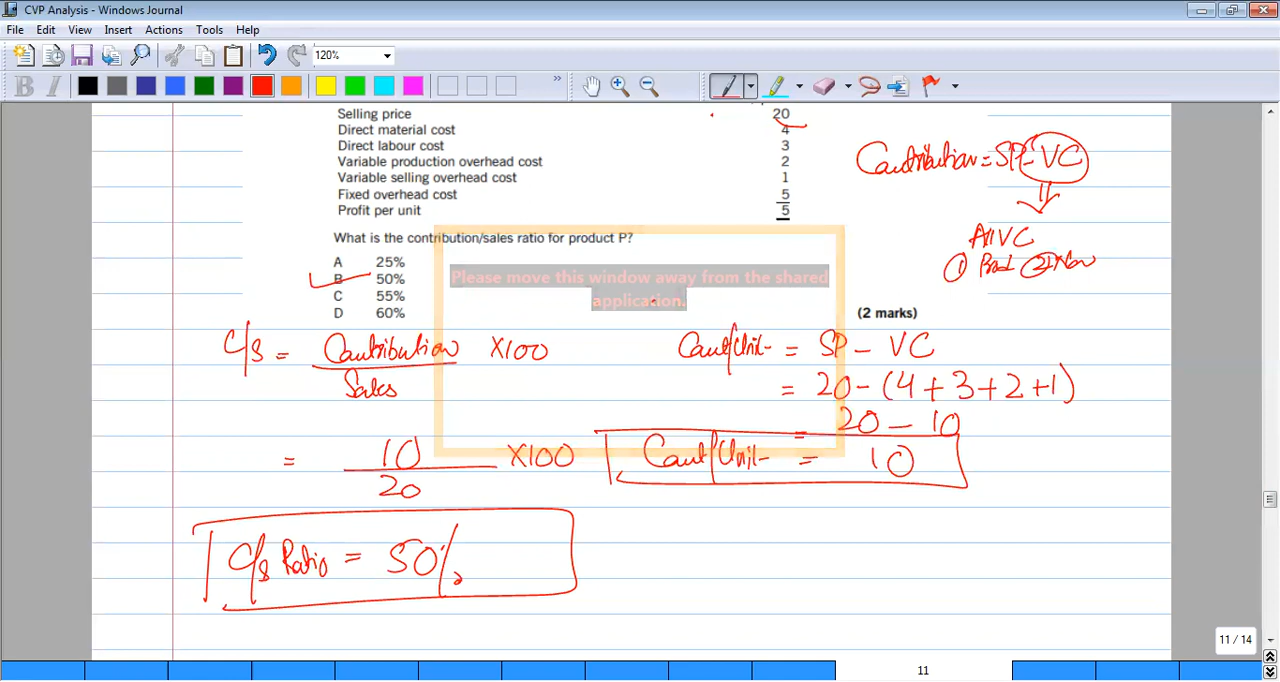 CVP Analysis - Windows Journal
File Edit View Insert Actions Tools Help
120%
B I
Selling price 20
Direct material cost 4
Direct labour cost 3
Variable production overhead cost 2
Variable selling overhead cost 1
Fixed overhead cost 5
Profit per unit 5
Contribution = SP - VC
All VC
① Prod ② Non
What is the contribution/sales ratio for product P?
A 25%
B 50%
C 55%
D 60%
(2 marks)
Please move this window away from the shared
application.
C/S = Contribution X100
Sales
= 10 X100
20
C/S Ratio = 50%
Cont/Unit = SP - VC
= 20 - (4 + 3 + 2 + 1)
= 20 - 10
Cont/Unit = 10
11 / 14
11